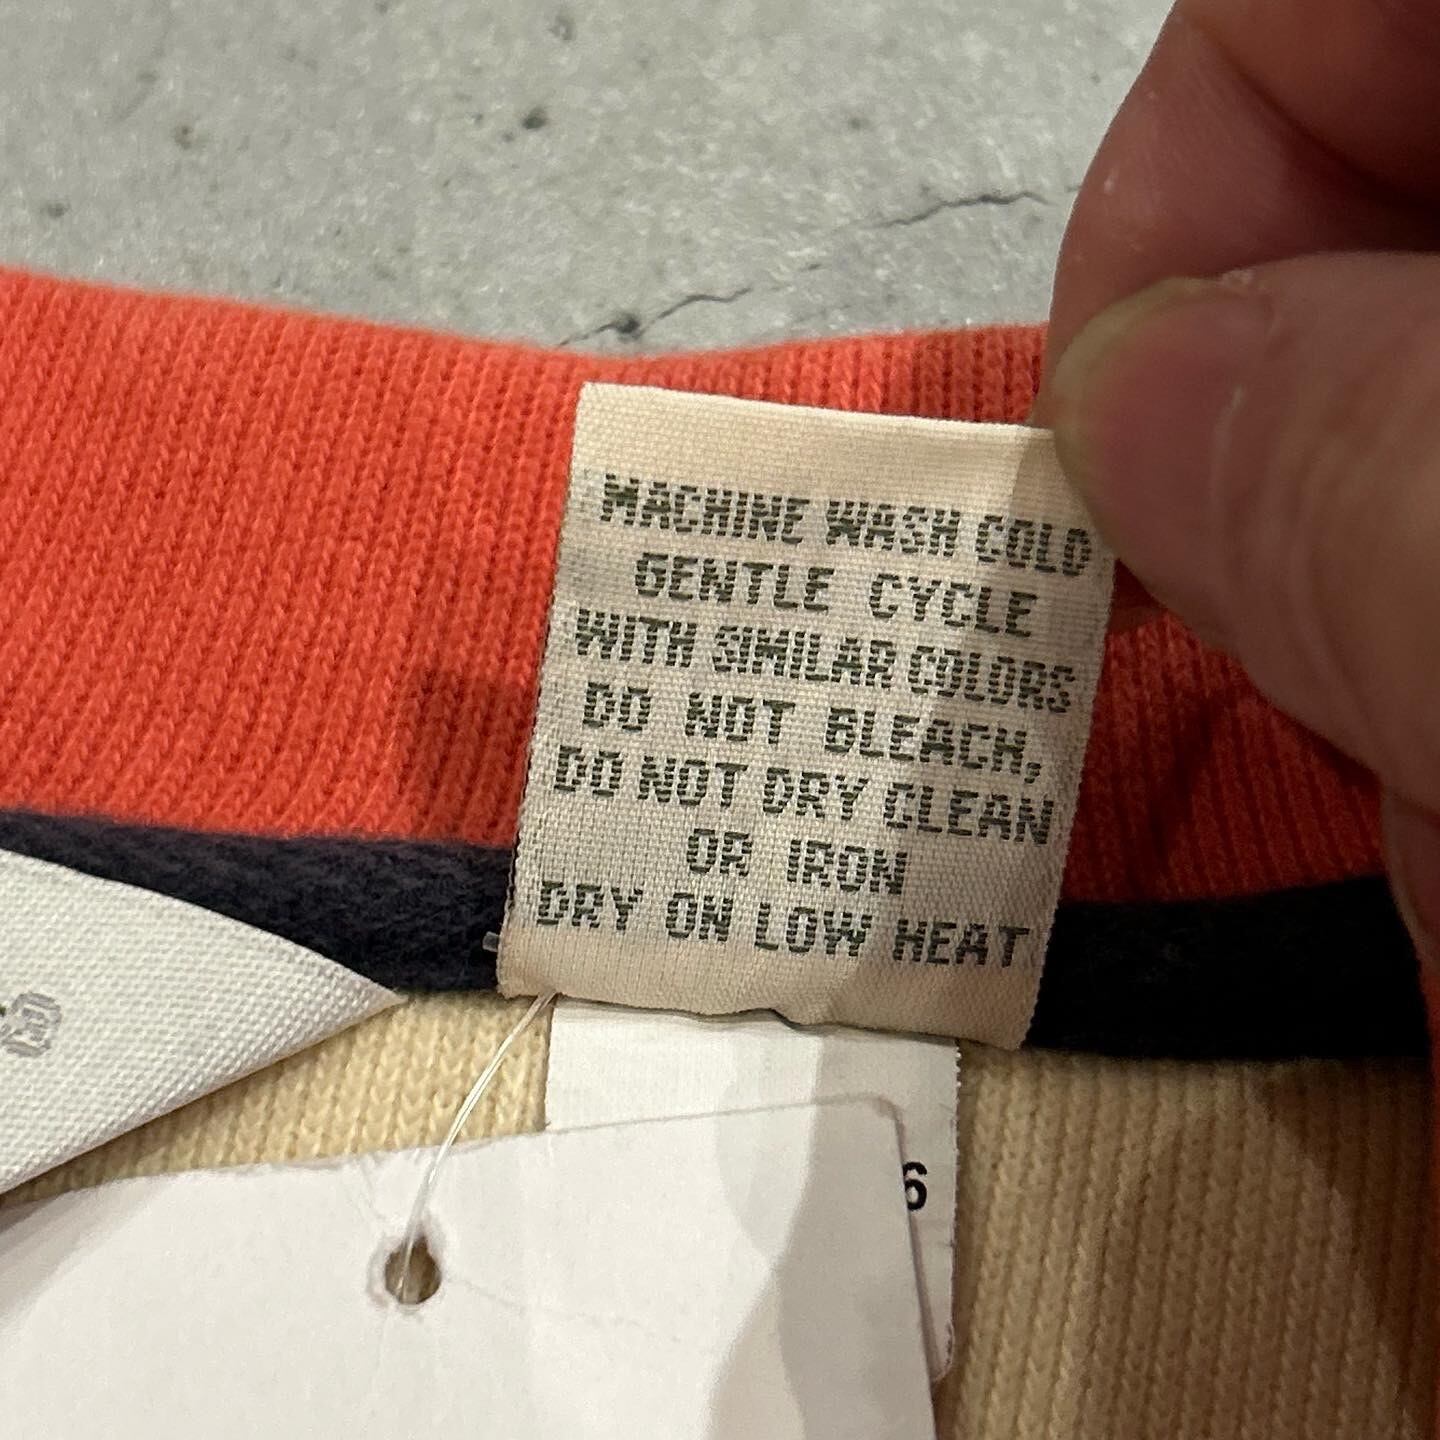 MACHINE WASH COLD
GENTLE CYCLE
WITH SIMILAR COLORS
DO NOT BLEACH,
DO NOT DRY CLEAN
OR IRON
DRY ON LOW HEAT
6